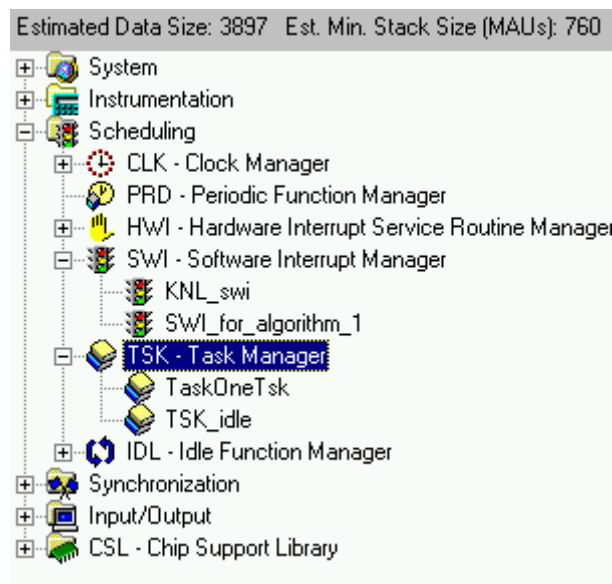 Estimated Data Size: 3897 Est. Min. Stack Size (MAUs): 760
System
Instrumentation
Scheduling
CLK - Clock Manager
PRD - Periodic Function Manager
HWI - Hardware Interrupt Service Routine Manager
SWI - Software Interrupt Manager
KNL_swi
SWI_for_algorithm_1
TSK - Task Manager
TaskOneTsk
TSK_idle
IDL - Idle Function Manager
Synchronization
Input/Output
CSL - Chip Support Library